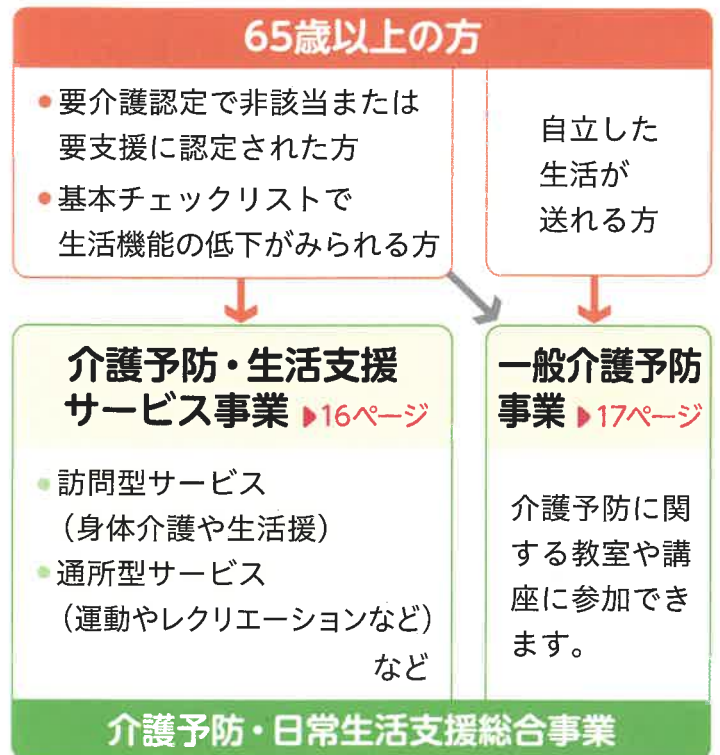 65歳以上の方
●要介護認定で非該当または
要支援に認定された方
●基本チェックリストで
生活機能の低下がみられる方
自立した
生活が
送れる方
介護予防・生活支援
サービス事業 ▶16ページ
●訪問型サービス
（身体介護や生活援）
●通所型サービス
（運動やレクリエーションなど）
など
一般介護予防
事業 ▶17ページ
介護予防に関
する教室や講
座に参加でき
ます。
介護予防・日常生活支援総合事業